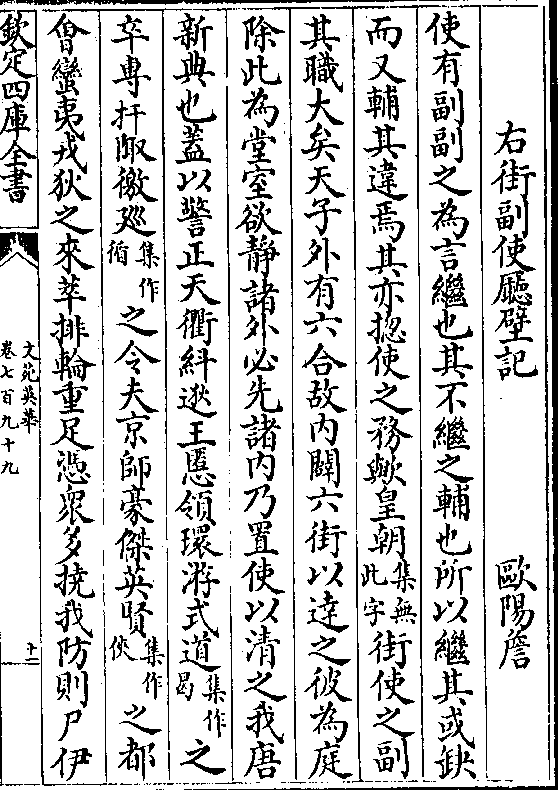 右街副使廳壁記　歐陽詹
使有副副之為言繼也其不繼之輔也所以繼其或缺
而又輔其違焉其亦揔使之務歟皇朝集無此字街使之副
其職大矣天子外有六合故内闢六街以達之彼為庭
除此為堂室欲静諸外必先諸内乃置使以清之我唐
新典也蓋以警正天衢糾逖王慝領環游式道集作曷之
卒專扞掫徼廵集作循之令夫京師豪傑英賢集作俠之都
㑹蠻夷戎狄之來萃排輪重足憑衆多撓我防則尸伊
欽定四庫全書
文苑英華
卷七百九十九
十二